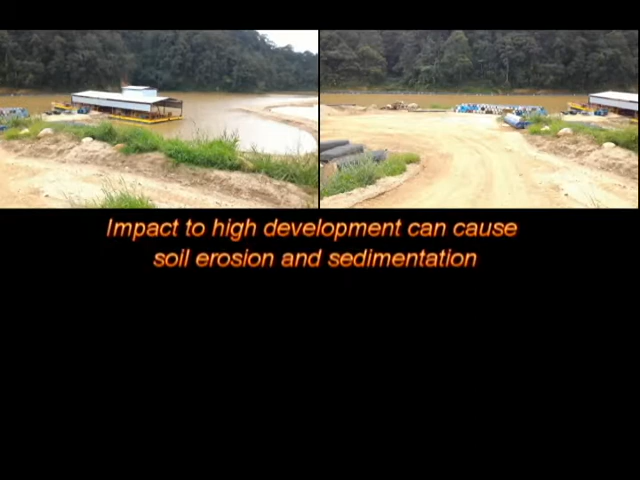 Impact to high development can cause
soil erosion and sedimentation